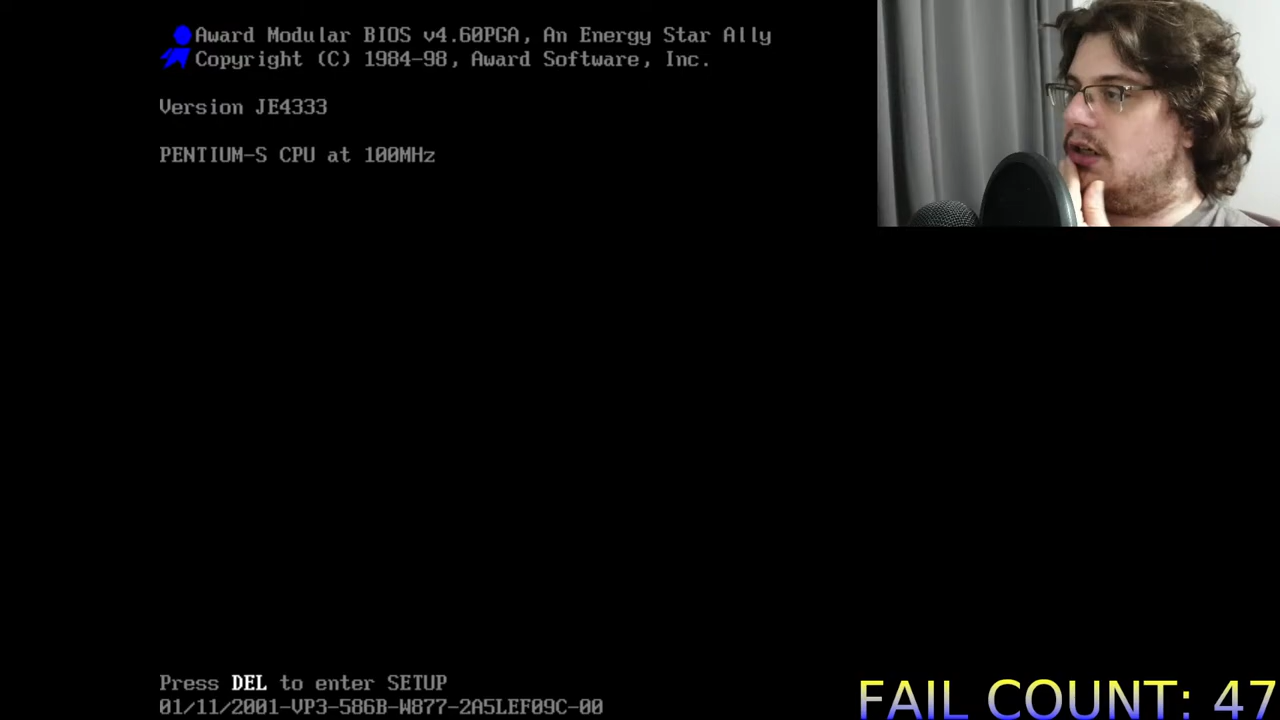 Award Modular BIOS v4.60PGA, An Energy Star Ally
Copyright (C) 1984-98, Award Software, Inc.
Version JE4333
PENTIUM-S CPU at 100MHz
Press DEL to enter SETUP
01/11/2001-VP3-586B-W877-2A5LEF09C-00
FAIL COUNT: 47